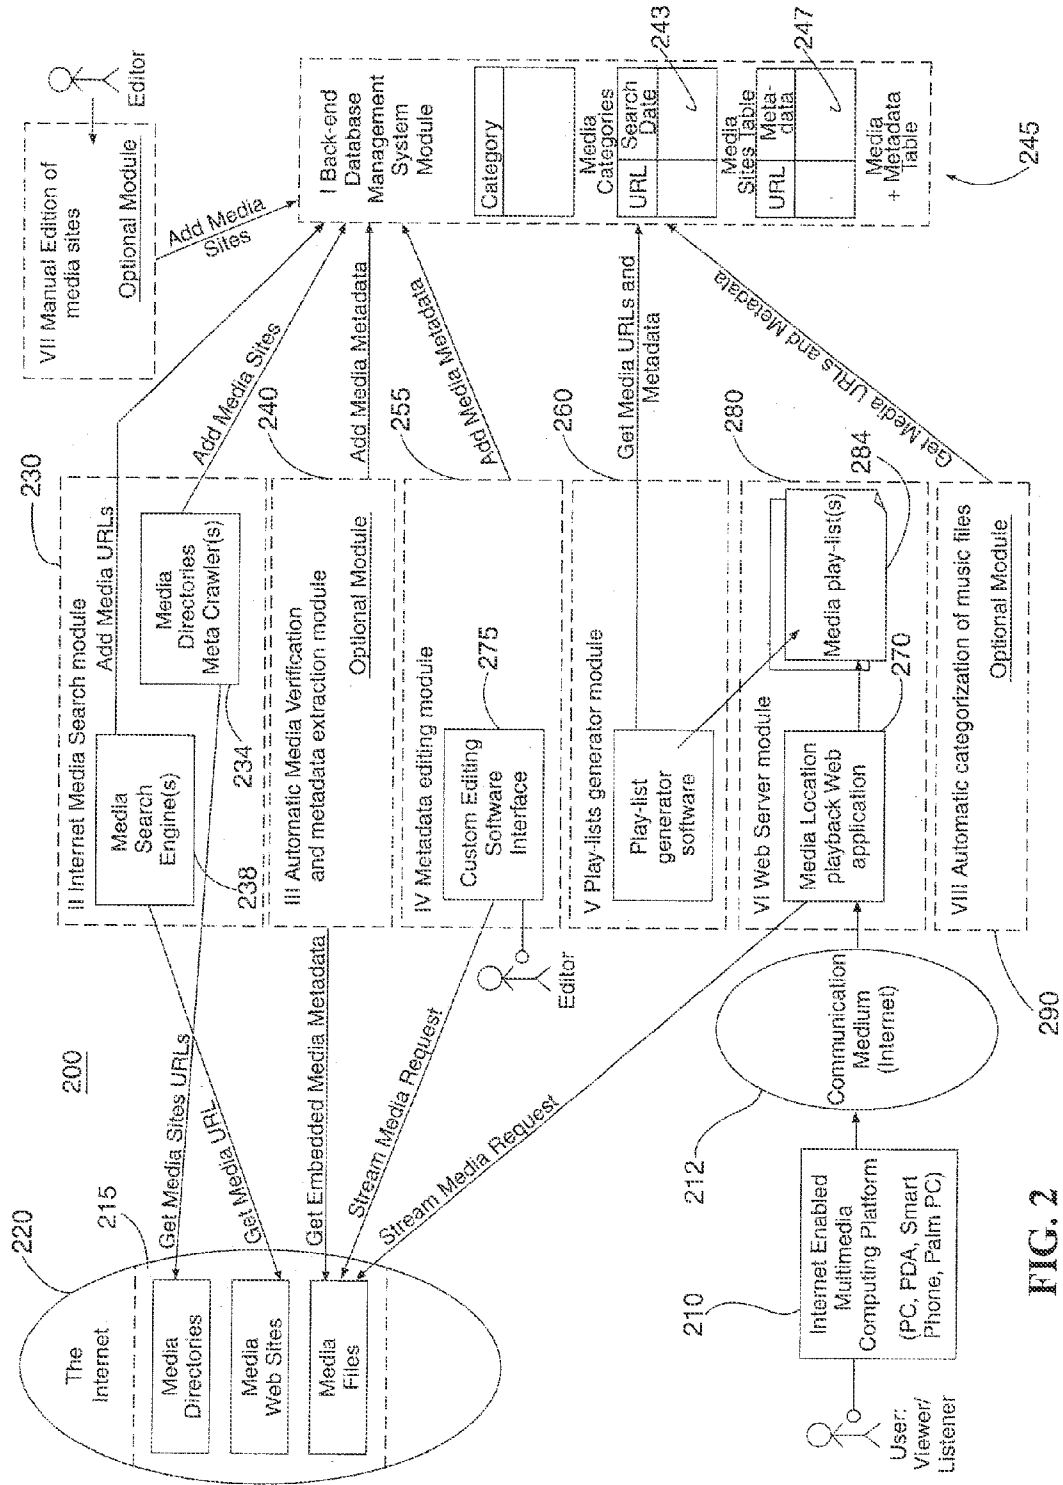 200
The
Internet
220
215
Media
Directories
Media
Web Sites
Media
Files
Get Media Sites URLs
Get Media URL
Get Embedded Media Metadata
Stream Media Request
Stream Media Request
230
II Internet Media Search module
Add Media URLs
Media
Search
Engine(s)
238
Media
Directories
Meta Crawler(s)
234
Add Media Sites
240
III Automatic Media Verification
and metadata extraction module
Optional Module
Add Media Metadata
255
IV Metadata editing module
Custom Editing
Software
Interface
275
Editor
Add Media Metadata
260
V Play-lists generator module
Play-list
generator
software
Get Media URLs and
Metadata
280
VI Web Server module
Media Location
playback Web
application
270
Media play-list(s)
284
Get Media URLs and Metadata
VIII Automatic categorization of music files
Optional Module
290
VII Manual Edition of
media sites
Optional Module
Editor
Add Media
Sites
I Back-end
Database
Management
System
Module
Category
Media
Categories
URL
Search
Date
243
Media
Sites Table
URL
Meta-
data
247
Media
+ Metadata
Table
245
212
Communication
Medium
(Internet)
210
Internet Enabled
Multimedia
Computing Platform
(PC, PDA, Smart
Phone, Palm PC)
User:
Viewer/
Listener
FIG. 2